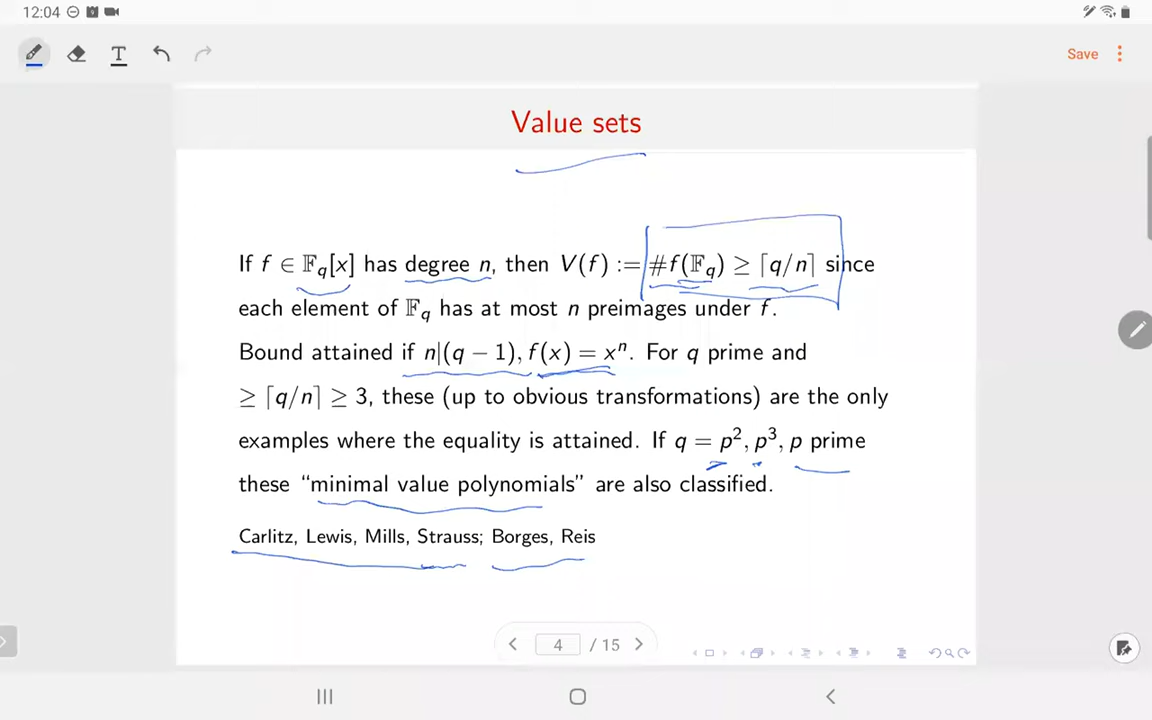 12:04
T
Save
Value sets
If f ∈ 𝔽_q[x] has degree n, then V(f) := #f(𝔽_q) ≥ ⌈q/n⌉ since
each element of 𝔽_q has at most n preimages under f.
Bound attained if n|(q − 1), f(x) = xⁿ. For q prime and
≥ ⌈q/n⌉ ≥ 3, these (up to obvious transformations) are the only
examples where the equality is attained. If q = p², p³, p prime
these “minimal value polynomials” are also classified.
Carlitz, Lewis, Mills, Strauss; Borges, Reis
4 / 15